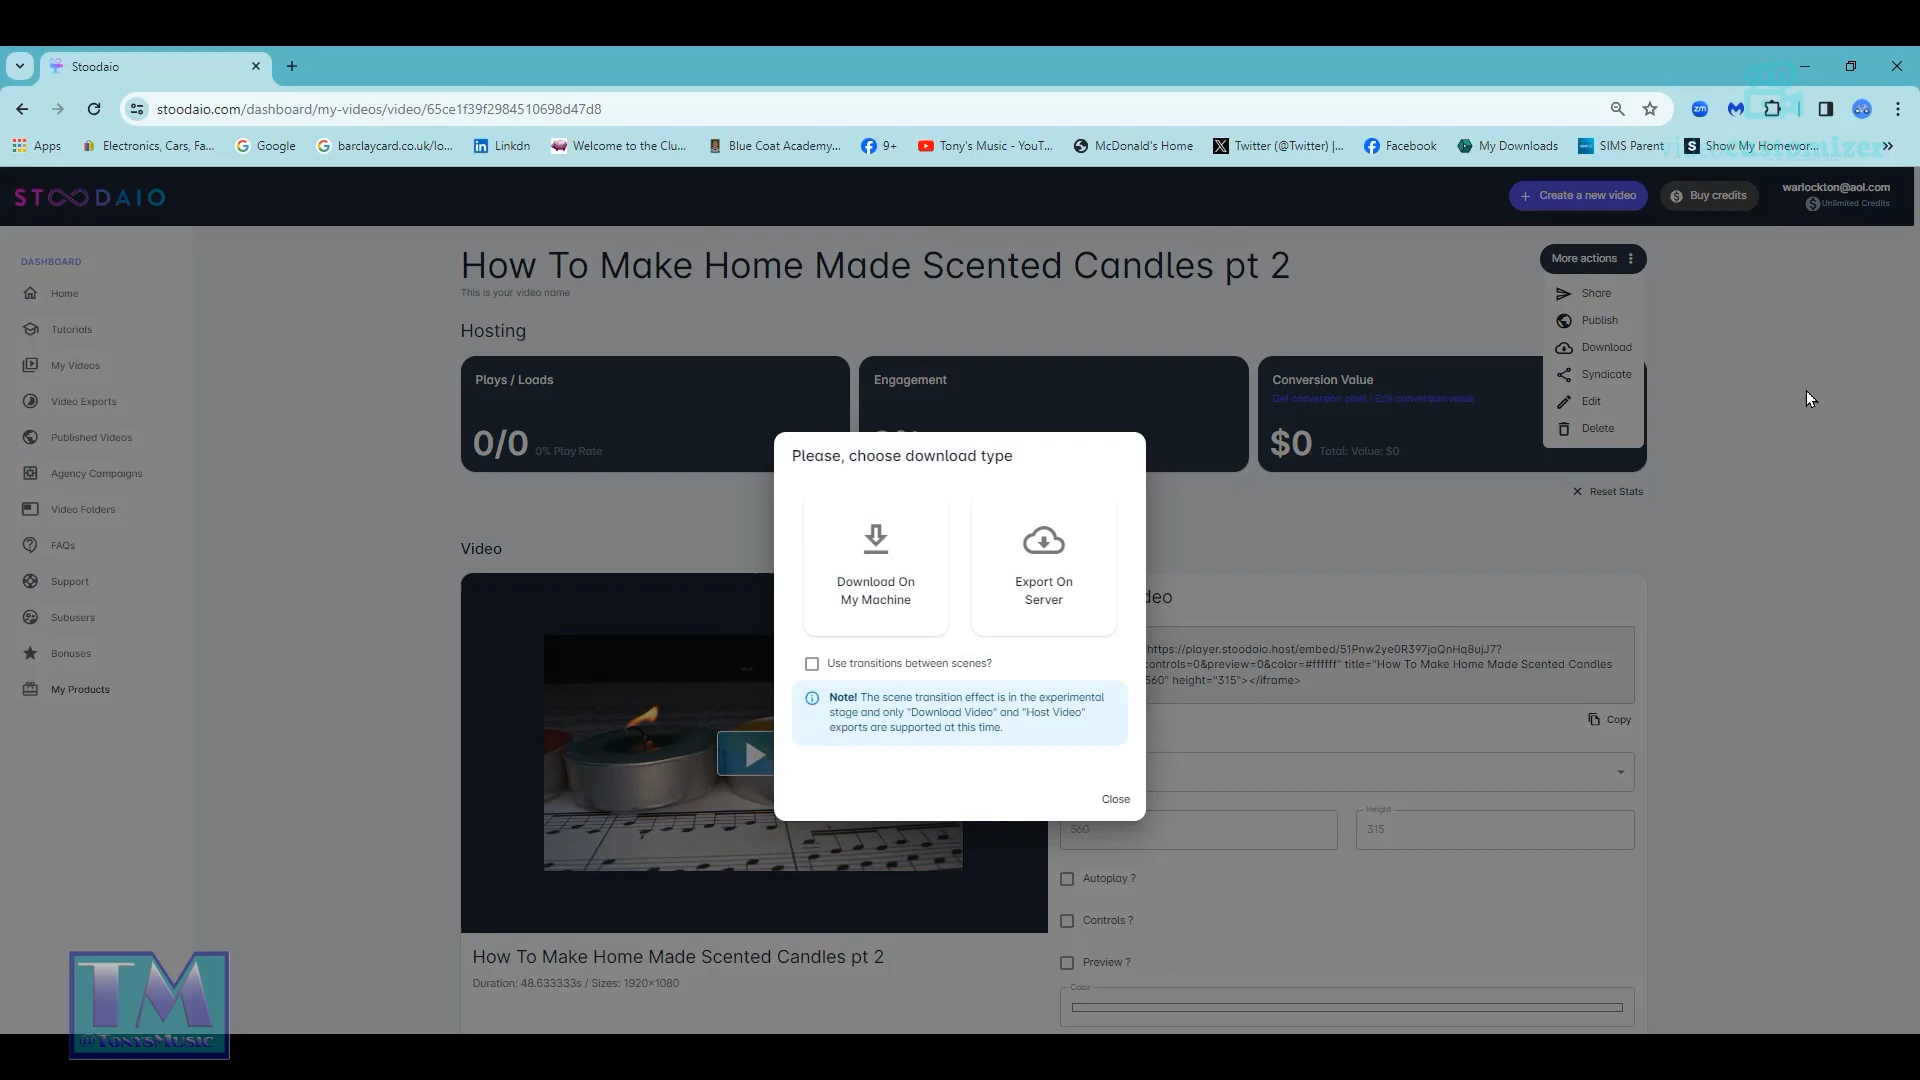 Stoodaio
stoodaio.com/dashboard/my-videos/video/65ce1f39f2984510698d47d8
zm
Apps
Electronics, Cars, Fa...
Google
barclaycard.co.uk/lo...
Linkdn
Welcome to the Clu...
Blue Coat Academy...
9+
Tony's Music - YouT...
McDonald's Home
Twitter (@Twitter) |...
Facebook
My Downloads
SIMS Parent
Show My Homewor...
»
STOODAIO
+ Create a new video
Buy credits
warlockton@aol.com
Unlimited Credits
DASHBOARD
Home
Tutorials
My Videos
Video Exports
Published Videos
Agency Campaigns
Video Folders
FAQs
Support
Subusers
Bonuses
My Products
How To Make Home Made Scented Candles pt 2
This is your video name
More actions
Share
Publish
Download
Syndicate
Edit
Delete
Hosting
Plays / Loads
0/0 0% Play Rate
Engagement
Conversion Value
Get conversion pixel / Edit conversion value
$0 Total: Value: $0
Reset Stats
Please, choose download type
Download On
My Machine
Export On
Server
Use transitions between scenes?
Note! The scene transition effect is in the experimental
stage and only "Download Video" and "Host Video"
exports are supported at this time.
Close
Video
deo
https://player.stoodaio.host/embed/51Pnw2ye0R397jaQnHq8ujJ7?
controls=0&preview=0&color=#ffffff" title="How To Make Home Made Scented Candles
560" height="315"></iframe>
Copy
560
Height
315
Autoplay ?
Controls ?
Preview ?
Color
How To Make Home Made Scented Candles pt 2
Duration: 48.633333s / Sizes: 1920x1080
TM
@TonysMusic